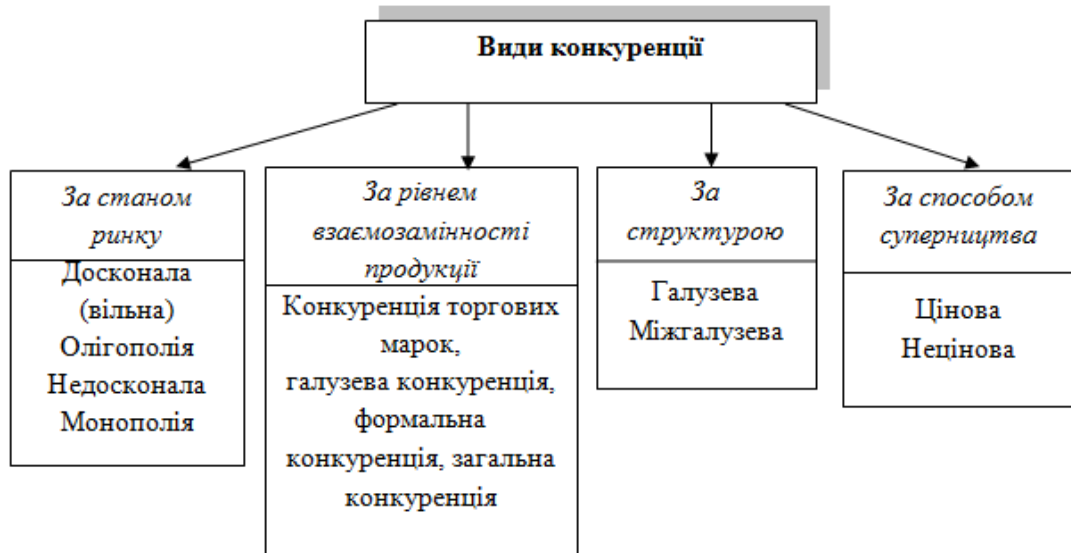 Види конкуренції
За станом
ринку
Досконала
(вільна)
Олігополія
Недосконала
Монополія
За рівнем
взаємозамінності
продукції
Конкуренція торгових
марок,
галузева конкуренція,
формальна
конкуренція, загальна
конкуренція
За
структурою
Галузева
Міжгалузева
За способом
суперництва
Цінова
Нецінова